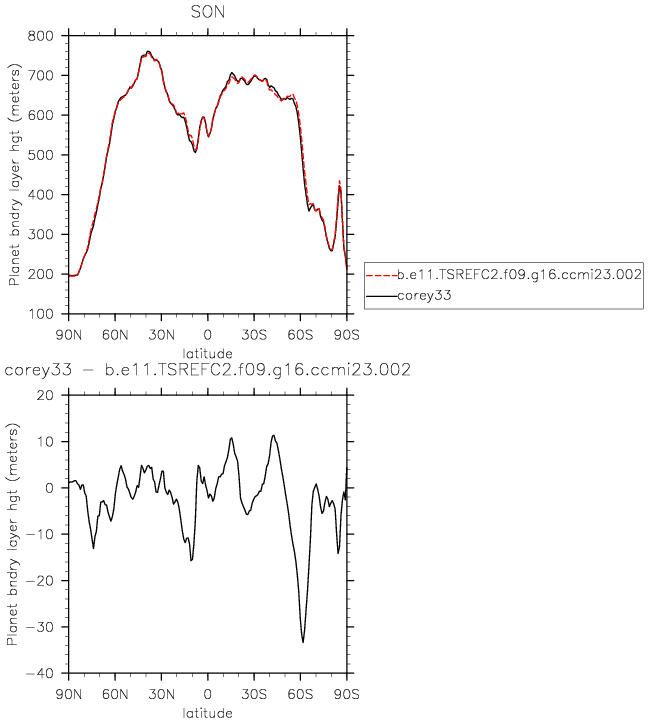 SON
800
700
600
500
400
300
200
100
Planet bndry layer hgt (meters)
90N 60N 30N 0 30S 60S 90S
latitude
b.e11.TSREFC2.f09.g16.ccmi23.002
corey33
corey33 − b.e11.TSREFC2.f09.g16.ccmi23.002
20
10
0
−10
−20
−30
−40
Planet bndry layer hgt (meters)
90N 60N 30N 0 30S 60S 90S
latitude